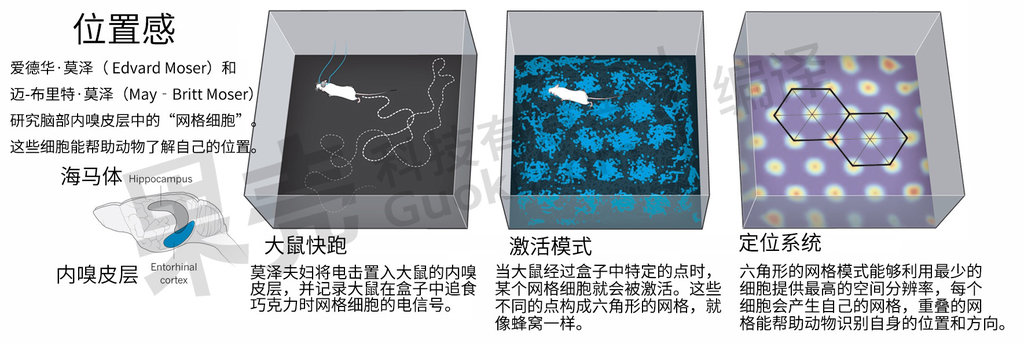 位置感
爱德华·莫泽（Edvard Moser）和
迈-布里特·莫泽（May‐Britt Moser）
研究脑部内嗅皮层中的“网格细胞”。
这些细胞能帮助动物了解自己的位置。
海马体 Hippocampus
内嗅皮层 Entorhinal
cortex
大鼠快跑
莫泽夫妇将电击置入大鼠的内嗅
皮层，并记录大鼠在盒子中追食
巧克力时网格细胞的电信号。
激活模式
当大鼠经过盒子中特定的点时，
某个网格细胞就会被激活。这些
不同的点构成六角形的网格，就
像蜂窝一样。
定位系统
六角形的网格模式能够利用最少的
细胞提供最高的空间分辨率，每个
细胞会产生自己的网格，重叠的网
格能帮助动物识别自身的位置和方向。
果壳
科技有
Guok
编译